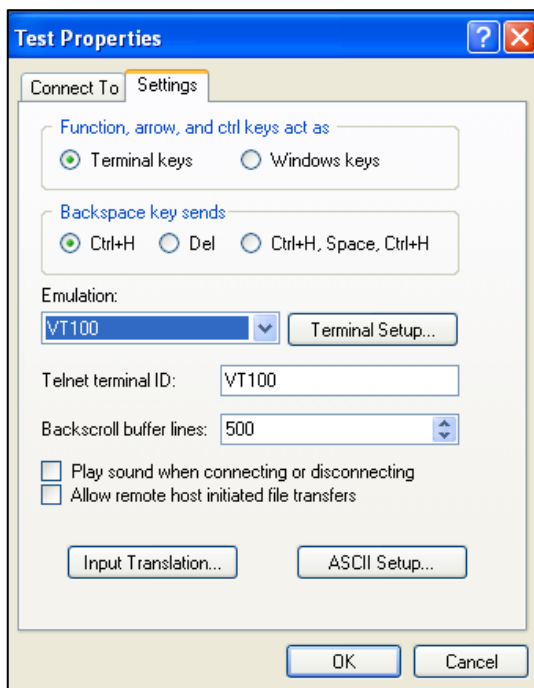 Test Properties
Connect To Settings
Function, arrow, and ctrl keys act as
Terminal keys Windows keys
Backspace key sends
Ctrl+H Del Ctrl+H, Space, Ctrl+H
Emulation:
VT100 Terminal Setup...
Telnet terminal ID: VT100
Backscroll buffer lines: 500
Play sound when connecting or disconnecting
Allow remote host initiated file transfers
Input Translation... ASCII Setup...
OK Cancel